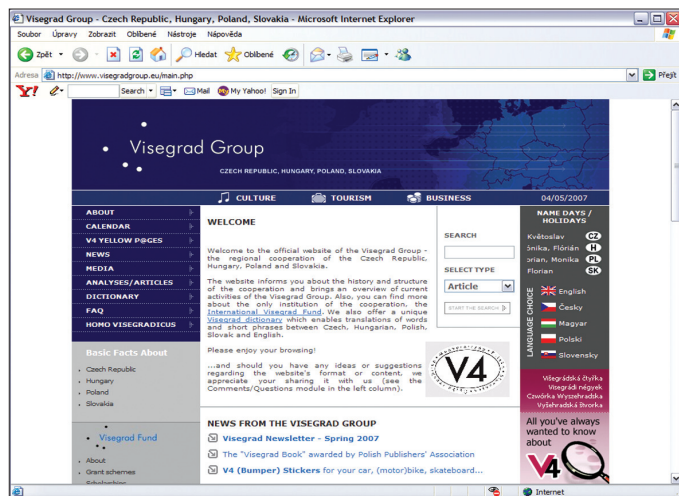 Visegrad Group - Czech Republic, Hungary, Poland, Slovakia - Microsoft Internet Explorer
Soubor Úpravy Zobrazit Oblíbené Nástroje Nápověda
Zpět Hledat Oblíbené
Adresa http://www.visegradgroup.eu/main.php Přejít
Y! Search Mail My Yahoo! Sign In
Visegrad Group
CZECH REPUBLIC, HUNGARY, POLAND, SLOVAKIA
CULTURE TOURISM BUSINESS 04/05/2007
ABOUT
CALENDAR
V4 YELLOW P@GES
NEWS
MEDIA
ANALYSES/ARTICLES
DICTIONARY
FAQ
HOMO VISEGRADICUS
Basic Facts About
Czech Republic
Hungary
Poland
Slovakia
Visegrad Fund
About
Grant schemes
Scholarships
WELCOME
Welcome to the official website of the Visegrad Group -
the regional cooperation of the Czech Republic,
Hungary, Poland and Slovakia.
The website informs you about the history and structure
of the cooperation and brings an overview of current
activities of the Visegrad Group. Also, you can find more
about the only institution of the cooperation, the
International Visegrad Fund. We also offer a unique
Visegrad dictionary which enables translations of words
and short phrases between Czech, Hungarian, Polish,
Slovak and English.
Please enjoy your browsing!
...and should you have any ideas or suggestions
regarding the website's format or content, we
appreciate your sharing it with us (see the
Comments/Questions module in the left column).
SEARCH
SELECT TYPE
Article
START THE SEARCH
V4
NEWS FROM THE VISEGRAD GROUP
Visegrad Newsletter - Spring 2007
The "Visegrad Book" awarded by Polish Publishers' Association
V4 (Bumper) Stickers for your car, (motor)bike, skateboard...
NAME DAYS /
HOLIDAYS
Květoslav CZ
ónika, Flórián H
orian, Monika PL
Florian SK
LANGUAGE CHOICE
English
Česky
Magyar
Polski
Slovensky
Višegrádská čtyřka
Visegrádi négyek
Czwórka Wyszehradzka
Vyšehradská štvorka
All you've always
wanted to know
about
V4
Internet